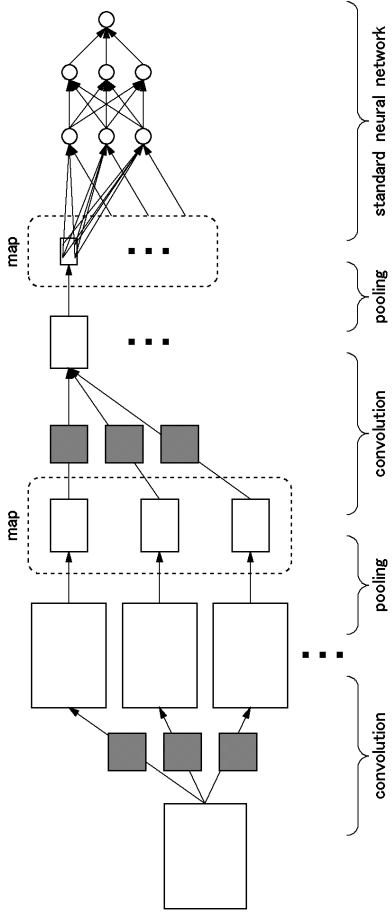 standard neural network
map
pooling
convolution
map
pooling
convolution